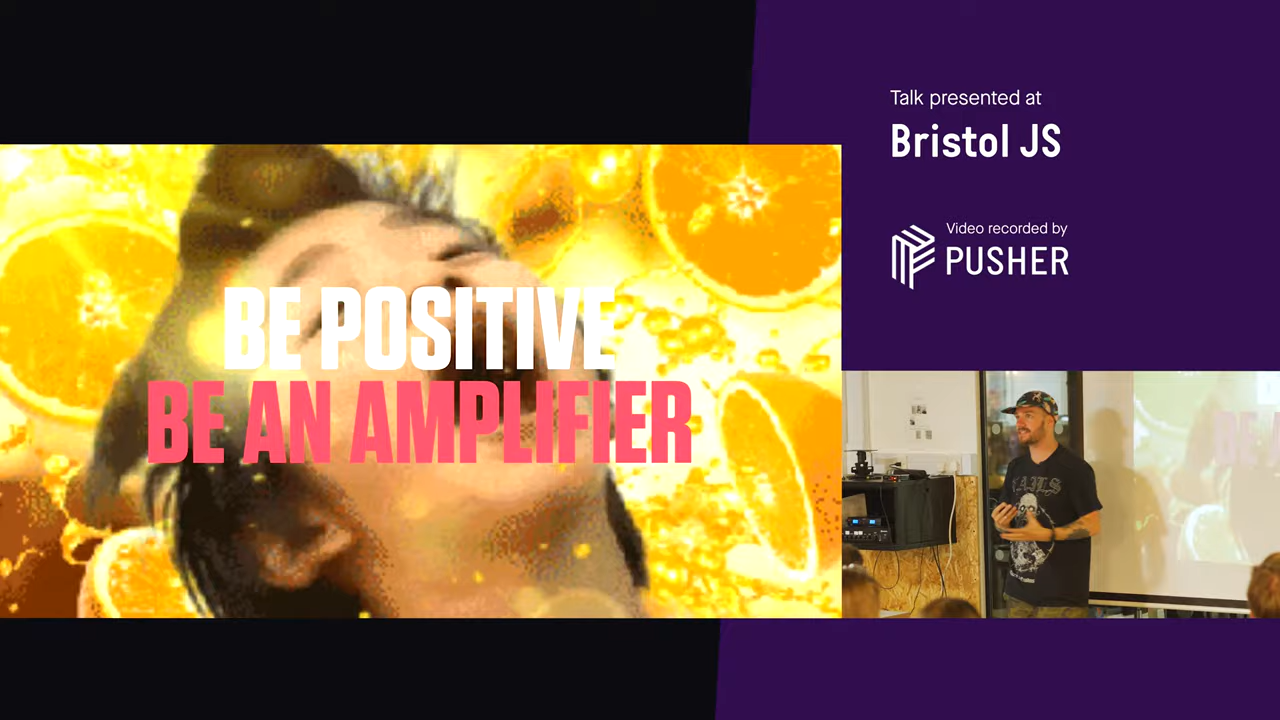 BE POSITIVE
BE AN AMPLIFIER
Talk presented at
Bristol JS
Video recorded by
PUSHER